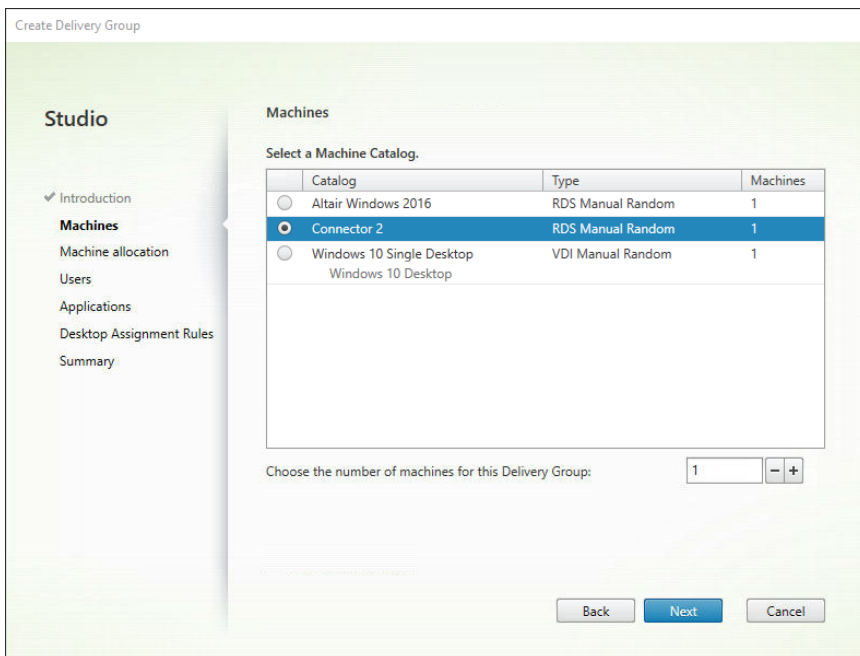 Create Delivery Group
Studio
Introduction
Machines
Machine allocation
Users
Applications
Desktop Assignment Rules
Summary
Machines
Select a Machine Catalog.
Catalog Type Machines
Altair Windows 2016 RDS Manual Random 1
Connector 2 RDS Manual Random 1
Windows 10 Single Desktop VDI Manual Random 1
Windows 10 Desktop
Choose the number of machines for this Delivery Group: 1 - +
Back Next Cancel